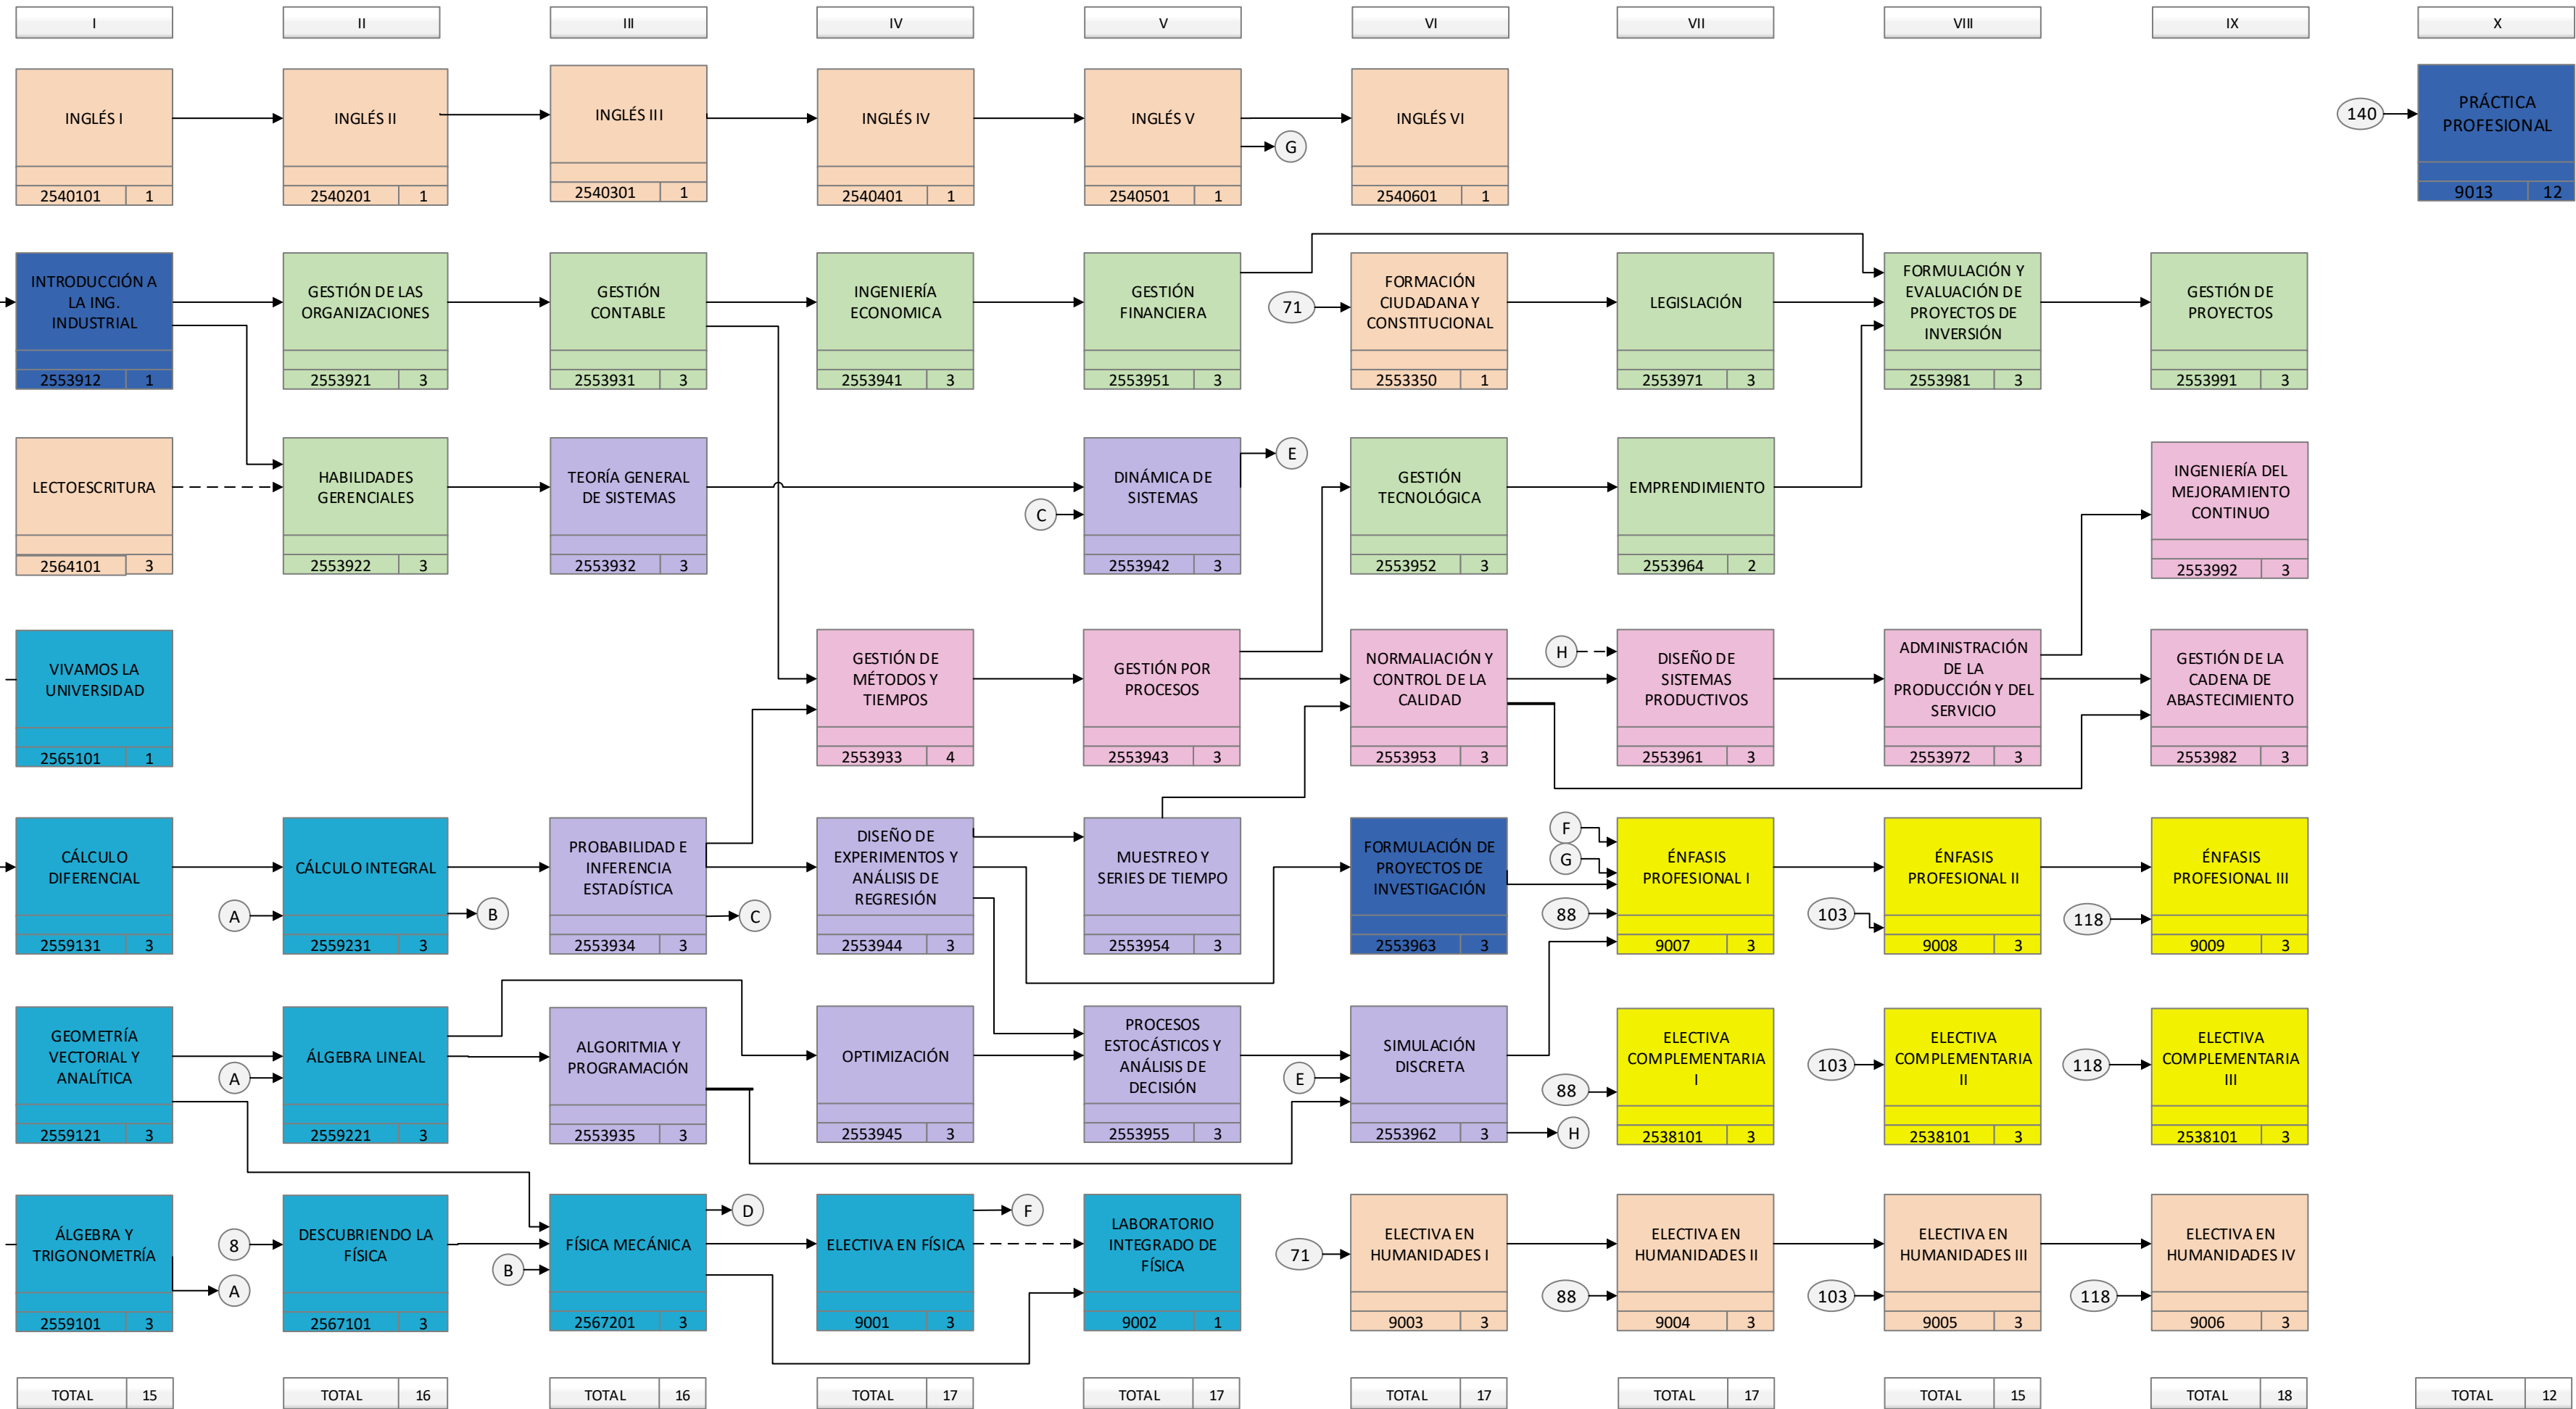 I
II
III
IV
V
VI
VII
VIII
IX
X
INGLÉS I
2540101 1
INGLÉS II
2540201 1
INGLÉS III
2540301 1
INGLÉS IV
2540401 1
INGLÉS V
2540501 1
G
INGLÉS VI
2540601 1
140
PRÁCTICA
PROFESIONAL
9013 12
INTRODUCCIÓN A
LA ING.
INDUSTRIAL
2553912 1
GESTIÓN DE LAS
ORGANIZACIONES
2553921 3
GESTIÓN
CONTABLE
2553931 3
INGENIERÍA
ECONOMICA
2553941 3
GESTIÓN
FINANCIERA
2553951 3
71
FORMACIÓN
CIUDADANA Y
CONSTITUCIONAL
2553350 1
LEGISLACIÓN
2553971 3
FORMULACIÓN Y
EVALUACIÓN DE
PROYECTOS DE
INVERSIÓN
2553981 3
GESTIÓN DE
PROYECTOS
2553991 3
LECTOESCRITURA
2564101 3
HABILIDADES
GERENCIALES
2553922 3
TEORÍA GENERAL
DE SISTEMAS
2553932 3
C
DINÁMICA DE
SISTEMAS
2553942 3
E
GESTIÓN
TECNOLÓGICA
2553952 3
EMPRENDIMIENTO
2553964 2
INGENIERÍA DEL
MEJORAMIENTO
CONTINUO
2553992 3
VIVAMOS LA
UNIVERSIDAD
2565101 1
GESTIÓN DE
MÉTODOS Y
TIEMPOS
2553933 4
GESTIÓN POR
PROCESOS
2553943 3
NORMALIACIÓN Y
CONTROL DE LA
CALIDAD
2553953 3
H
DISEÑO DE
SISTEMAS
PRODUCTIVOS
2553961 3
ADMINISTRACIÓN
DE LA
PRODUCCIÓN Y DEL
SERVICIO
2553972 3
GESTIÓN DE LA
CADENA DE
ABASTECIMIENTO
2553982 3
CÁLCULO
DIFERENCIAL
2559131 3
A
CÁLCULO INTEGRAL
2559231 3
B
PROBABILIDAD E
INFERENCIA
ESTADÍSTICA
2553934 3
C
DISEÑO DE
EXPERIMENTOS Y
ANÁLISIS DE
REGRESIÓN
2553944 3
MUESTREO Y
SERIES DE TIEMPO
2553954 3
FORMULACIÓN DE
PROYECTOS DE
INVESTIGACIÓN
2553963 3
F
G
88
ÉNFASIS
PROFESIONAL I
9007 3
103
ÉNFASIS
PROFESIONAL II
9008 3
118
ÉNFASIS
PROFESIONAL III
9009 3
GEOMETRÍA
VECTORIAL Y
ANALÍTICA
2559121 3
A
ÁLGEBRA LINEAL
2559221 3
ALGORITMIA Y
PROGRAMACIÓN
2553935 3
OPTIMIZACIÓN
2553945 3
PROCESOS
ESTOCÁSTICOS Y
ANÁLISIS DE
DECISIÓN
2553955 3
E
SIMULACIÓN
DISCRETA
2553962 3
H
88
ELECTIVA
COMPLEMENTARIA
I
2538101 3
103
ELECTIVA
COMPLEMENTARIA
II
2538101 3
118
ELECTIVA
COMPLEMENTARIA
III
2538101 3
ÁLGEBRA Y
TRIGONOMETRÍA
2559101 3
8
A
DESCUBRIENDO LA
FÍSICA
2567101 3
B
FÍSICA MECÁNICA
2567201 3
D
ELECTIVA EN FÍSICA
9001 3
F
LABORATORIO
INTEGRADO DE
FÍSICA
9002 1
71
ELECTIVA EN
HUMANIDADES I
9003 3
88
ELECTIVA EN
HUMANIDADES II
9004 3
103
ELECTIVA EN
HUMANIDADES III
9005 3
118
ELECTIVA EN
HUMANIDADES IV
9006 3
TOTAL 15
TOTAL 16
TOTAL 16
TOTAL 17
TOTAL 17
TOTAL 17
TOTAL 17
TOTAL 15
TOTAL 18
TOTAL 12